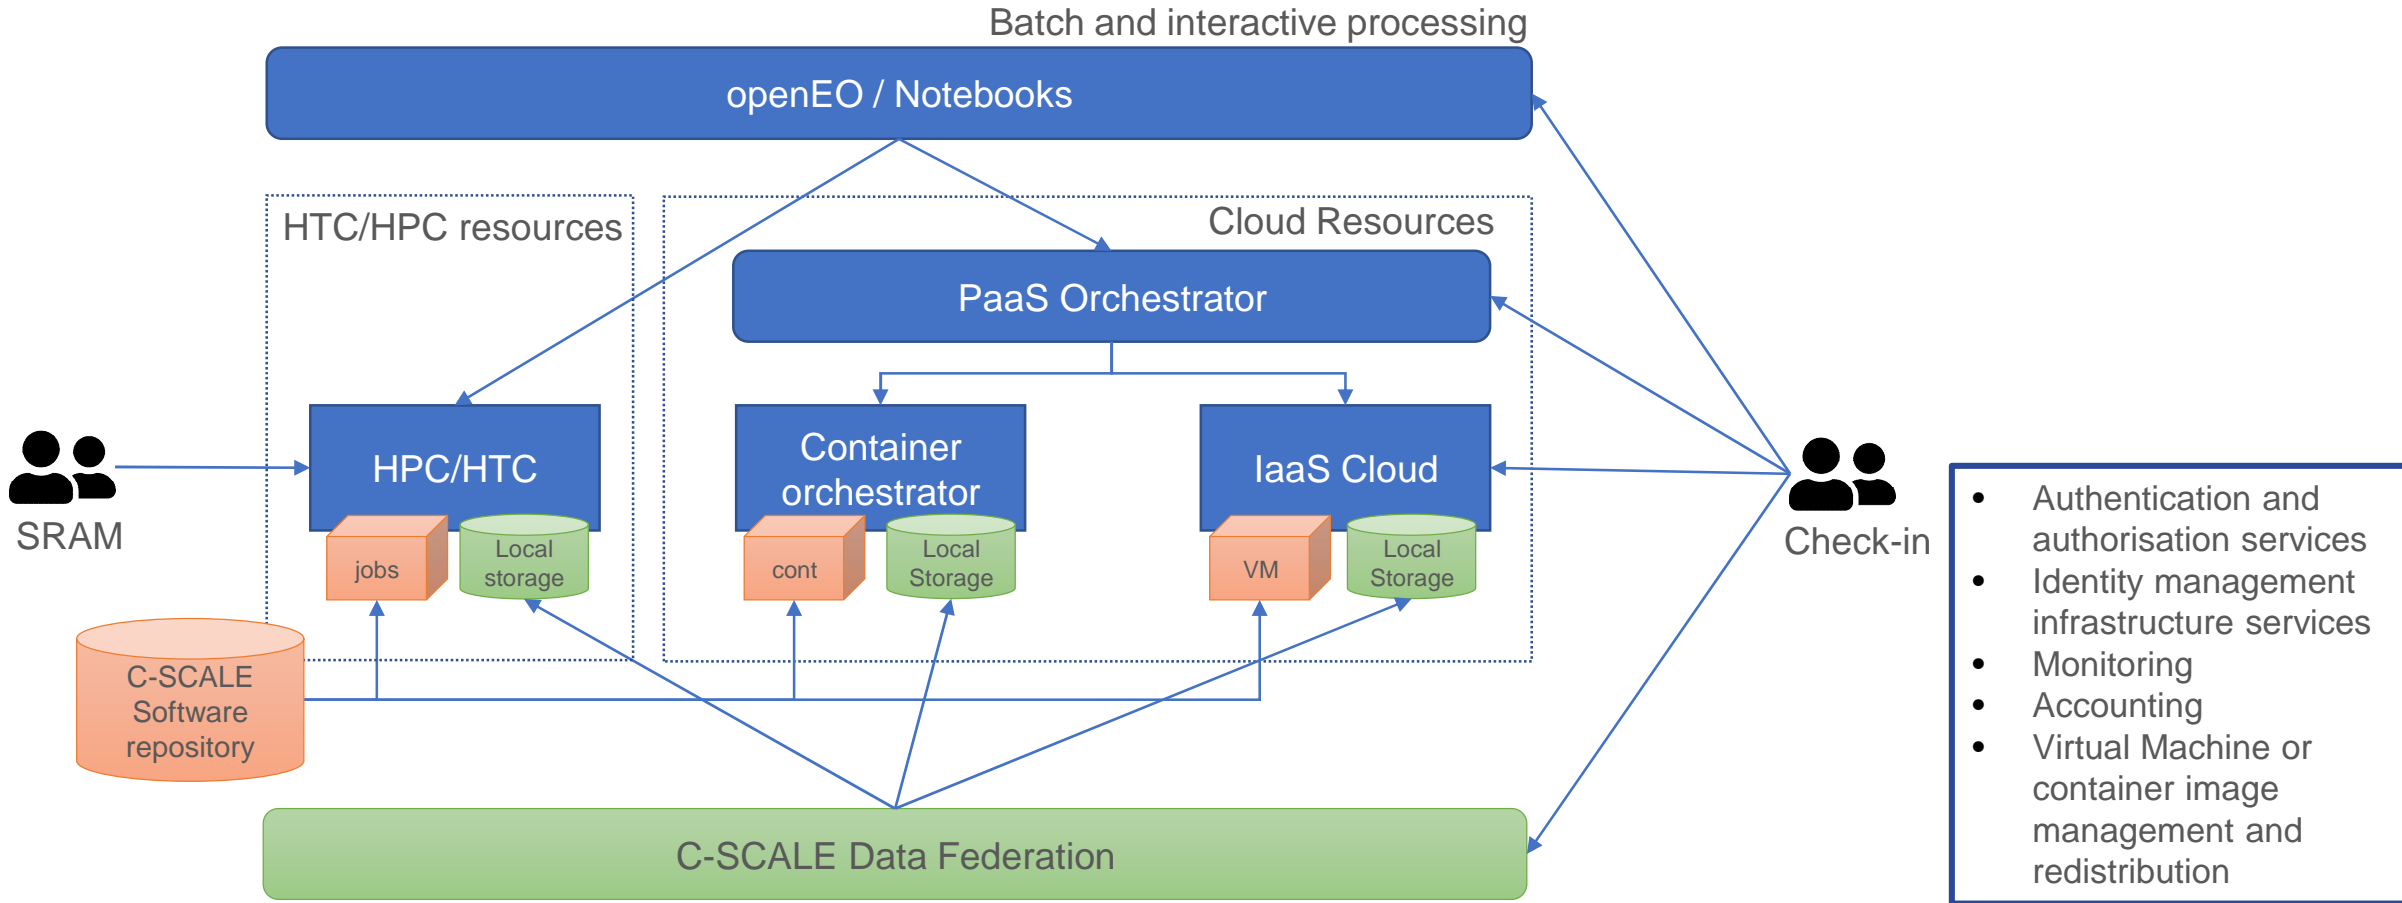 Batch and interactive processing
openEO / Notebooks
HTC/HPC resources
Cloud Resources
PaaS Orchestrator
HPC/HTC
Container
orchestrator
IaaS Cloud
SRAM
Check-in
jobs
Local
storage
cont
Local
Storage
VM
Local
Storage
C-SCALE
Software
repository
C-SCALE Data Federation
• Authentication and
authorisation services
• Identity management
infrastructure services
• Monitoring
• Accounting
• Virtual Machine or
container image
management and
redistribution